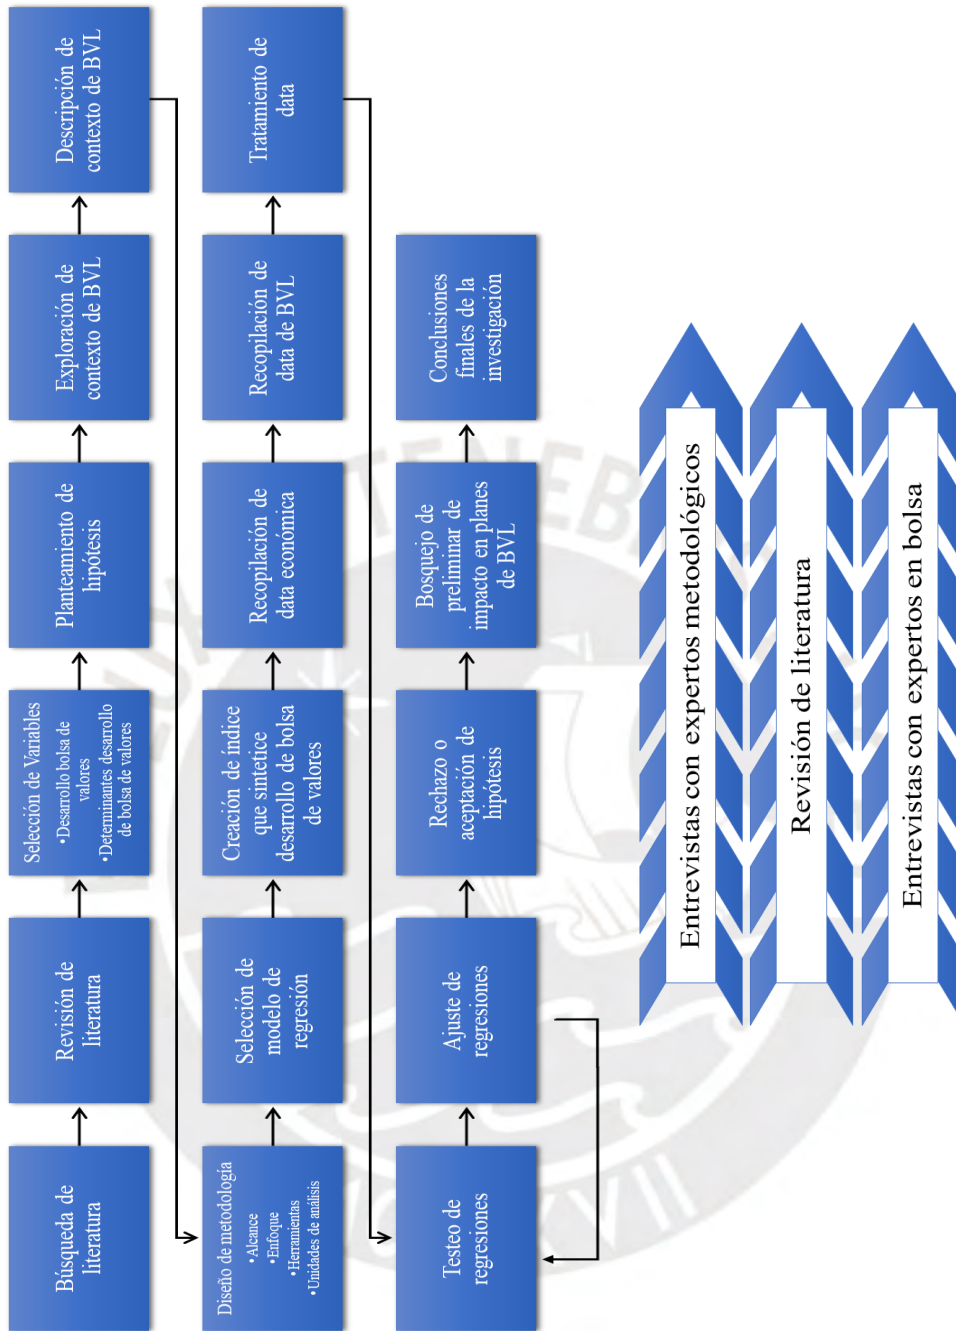 Búsqueda de
literatura
Revisión de
literatura
Selección de Variables
•Desarrollo bolsa de
valores
•Determinantes desarrollo
de bolsa de valores
Planteamiento de
hipótesis
Exploración de
contexto de BVL
Descripción de
contexto de BVL
Diseño de metodología
•Alcance
•Enfoque
•Herramientas
•Unidades de análisis
Selección de
modelo de
regresión
Creación de índice
que sintetice
desarrollo de bolsa
de valores
Recopilación de
data económica
Recopilación de
data de BVL
Tratamiento de
data
Testeo de
regresiones
Ajuste de
regresiones
Rechazo o
aceptación de
hipótesis
Bosquejo de
preliminar de
impacto en planes
de BVL
Conclusiones
finales de la
investigación
Entrevistas con expertos metodológicos
Revisión de literatura
Entrevistas con expertos en bolsa